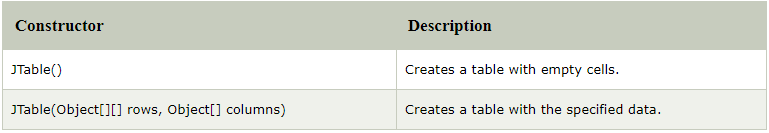 Constructor Description
JTable() Creates a table with empty cells.
JTable(Object[][] rows, Object[] columns) Creates a table with the specified data.